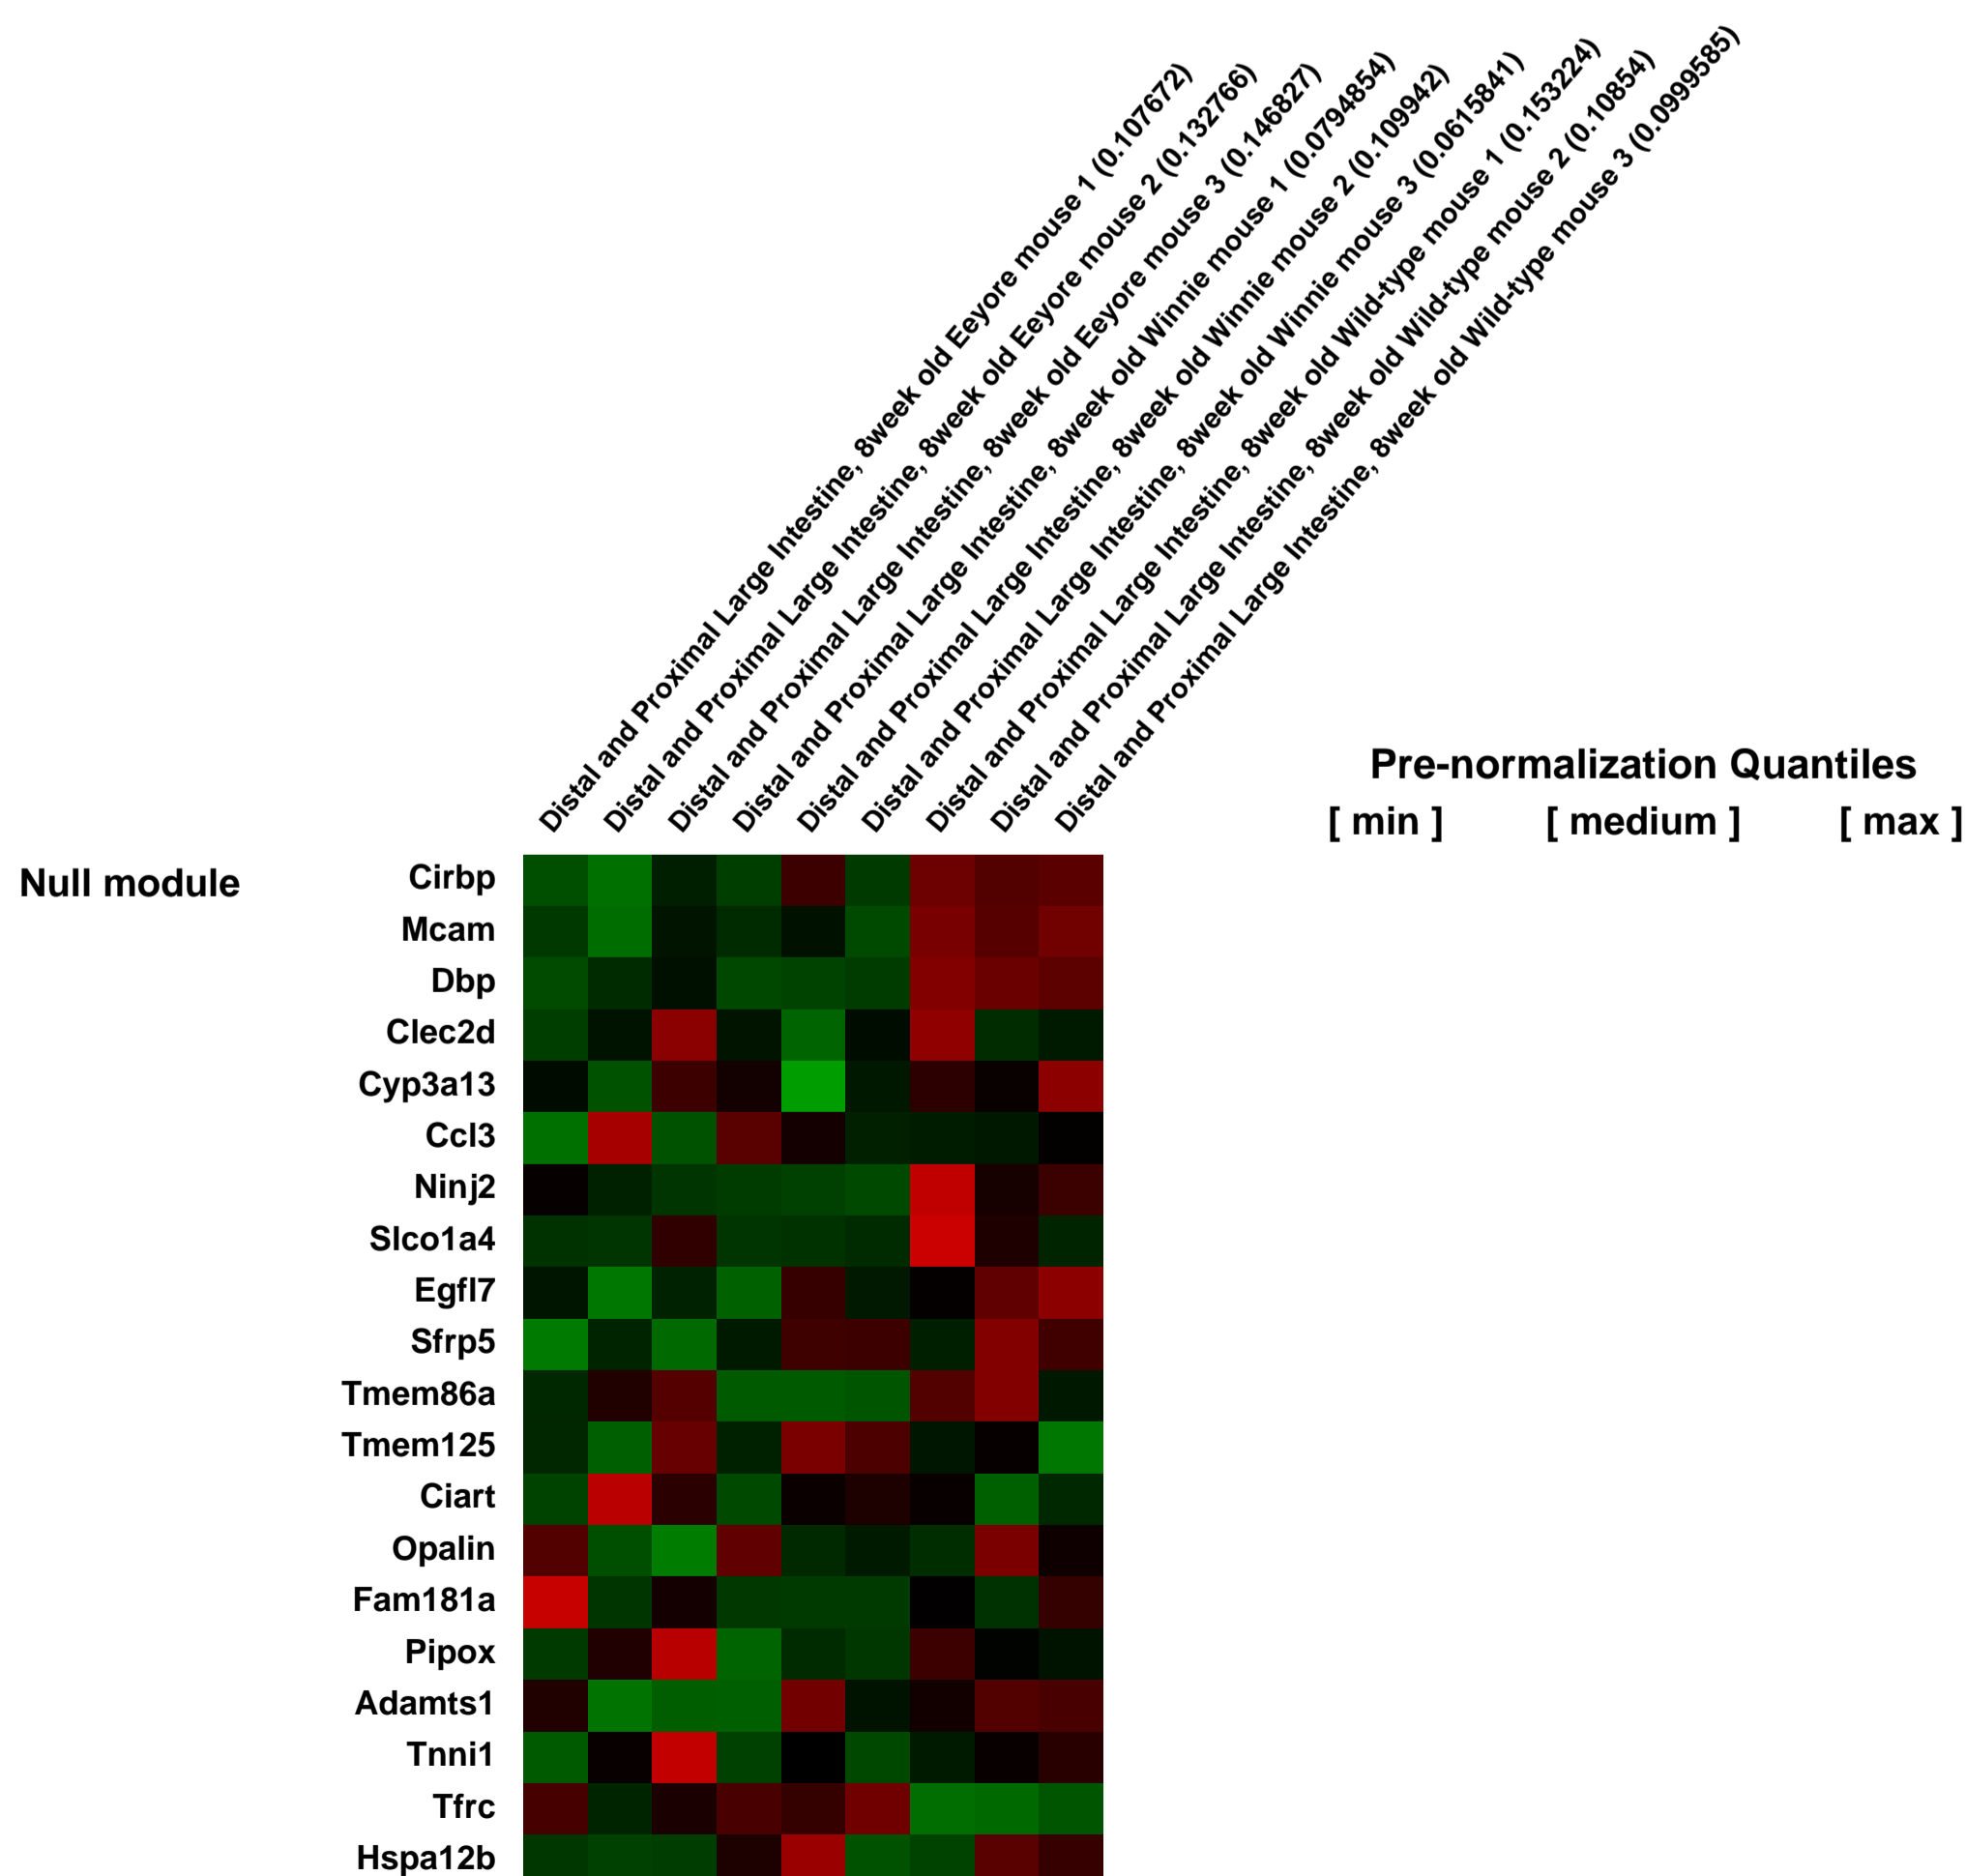 Distal and Proximal Large Intestine, 8week old Eeyore mouse 1 (0.107672)
Distal and Proximal Large Intestine, 8week old Eeyore mouse 2 (0.132766)
Distal and Proximal Large Intestine, 8week old Eeyore mouse 3 (0.146827)
Distal and Proximal Large Intestine, 8week old Winnie mouse 1 (0.0794854)
Distal and Proximal Large Intestine, 8week old Winnie mouse 2 (0.109942)
Distal and Proximal Large Intestine, 8week old Winnie mouse 3 (0.0615841)
Distal and Proximal Large Intestine, 8week old Wild-type mouse 1 (0.153224)
Distal and Proximal Large Intestine, 8week old Wild-type mouse 2 (0.10854)
Distal and Proximal Large Intestine, 8week old Wild-type mouse 3 (0.0999585)
Pre-normalization Quantiles
[ min ] [ medium ] [ max ]
Null module
Cirbp
Mcam
Dbp
Clec2d
Cyp3a13
Ccl3
Ninj2
Slco1a4
Egfl7
Sfrp5
Tmem86a
Tmem125
Ciart
Opalin
Fam181a
Pipox
Adamts1
Tnni1
Tfrc
Hspa12b